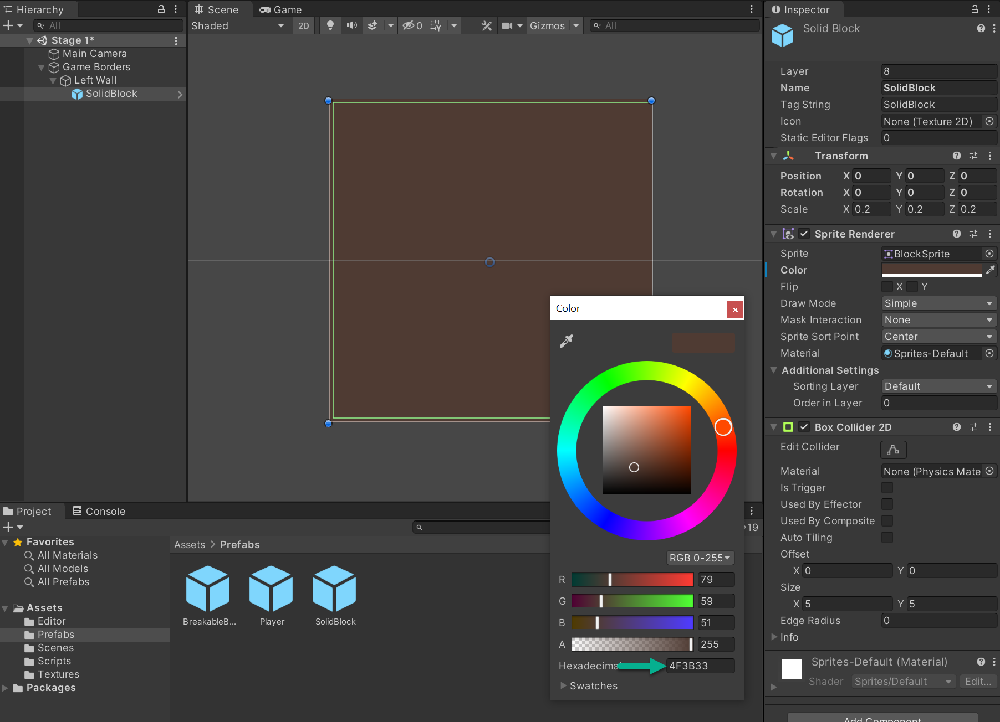 Hierarchy
All
Stage 1*
Main Camera
Game Borders
Left Wall
SolidBlock
Scene
Game
Shaded
2D
0
Gizmos
All
Inspector
Solid Block
Layer 8
Name SolidBlock
Tag String SolidBlock
Icon None (Texture 2D)
Static Editor Flags 0
Transform
Position X 0 Y 0 Z 0
Rotation X 0 Y 0 Z 0
Scale X 0.2 Y 0.2 Z 0.2
Sprite Renderer
Sprite BlockSprite
Color
Flip X Y
Draw Mode Simple
Mask Interaction None
Sprite Sort Point Center
Material Sprites-Default
Additional Settings
Sorting Layer Default
Order in Layer 0
Box Collider 2D
Edit Collider
Material None (Physics Mate
Is Trigger
Used By Effector
Used By Composite
Auto Tiling
Offset
X 0 Y 0
Size
X 5 Y 5
Edge Radius 0
Info
Sprites-Default (Material)
Shader Sprites/Default Edit...
Add Component
Color
RGB 0-255
R 79
G 59
B 51
A 255
Hexadecimal 4F3B33
Swatches
Project
Console
19
Favorites
All Materials
All Models
All Prefabs
Assets
Editor
Prefabs
Scenes
Scripts
Textures
Packages
Assets > Prefabs
BreakableB...
Player
SolidBlock